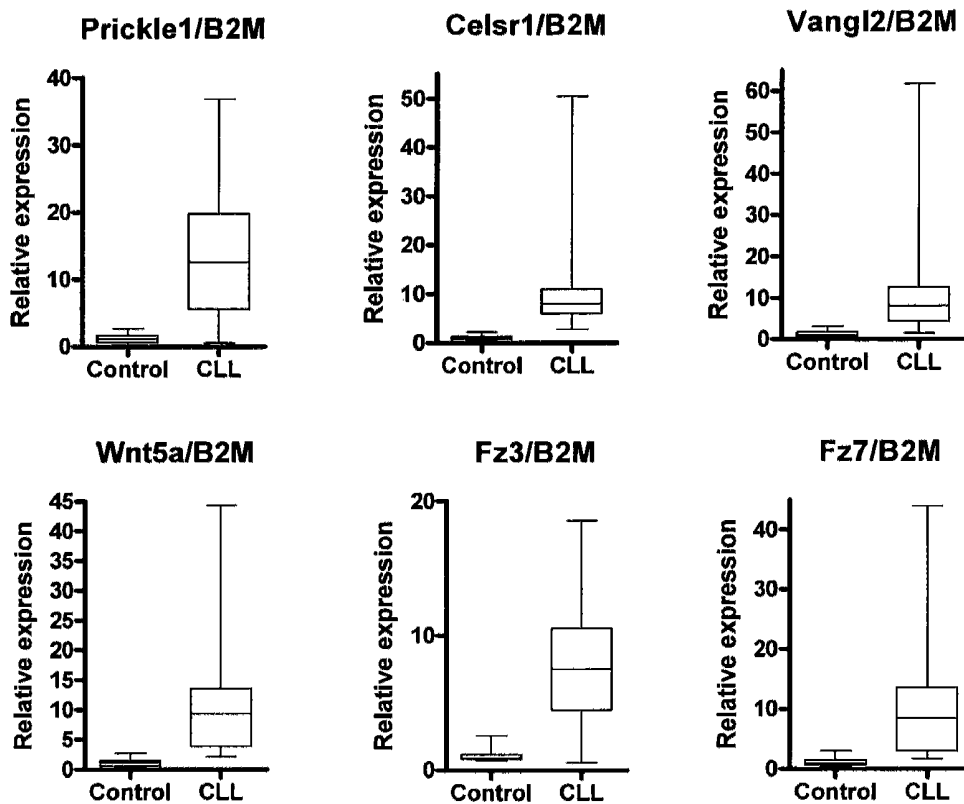 Prickle1/B2M
Relative expression
40
30
20
10
0
Control CLL
Celsr1/B2M
Relative expression
50
40
30
20
10
0
Control CLL
Vangl2/B2M
Relative expression
60
50
40
30
20
10
0
Control CLL
Wnt5a/B2M
Relative expression
45
40
35
30
25
20
15
10
5
0
Control CLL
Fz3/B2M
Relative expression
20
10
0
Control CLL
Fz7/B2M
Relative expression
40
30
20
10
0
Control CLL